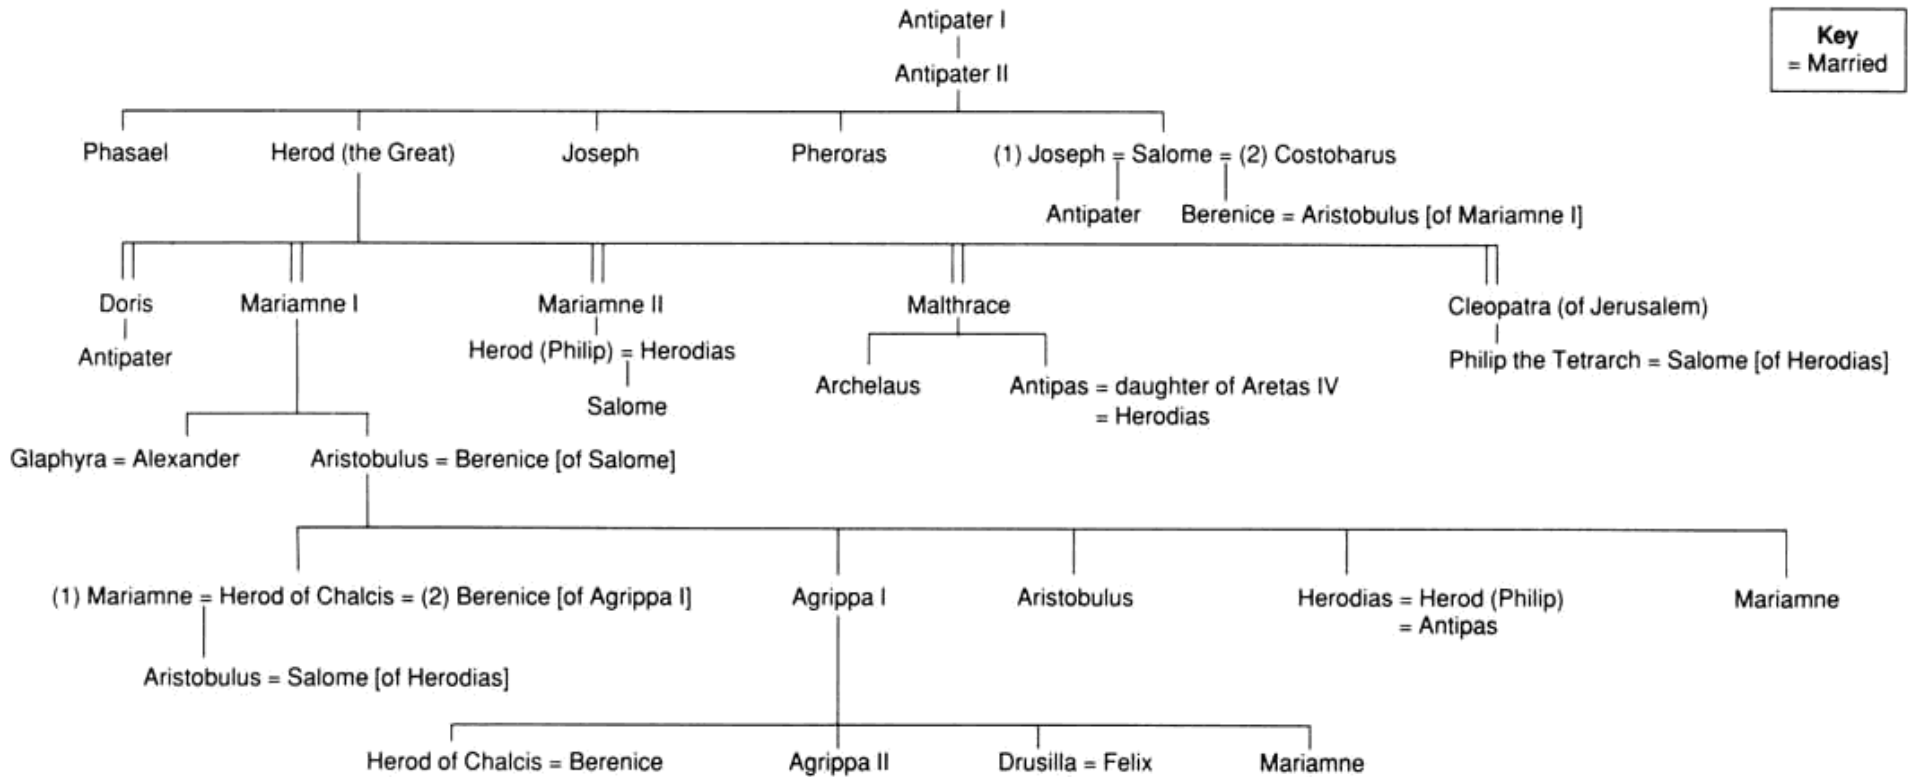 Antipater I
Key
= Married
Antipater II
Phasael
Herod (the Great)
Joseph
Pheroras
(1) Joseph = Salome = (2) Costobarus
Antipater
Berenice = Aristobulus [of Mariamne I]
Doris
Mariamne I
Mariamne II
Malthrace
Cleopatra (of Jerusalem)
Antipater
Herod (Philip) = Herodias
Philip the Tetrarch = Salome [of Herodias]
Salome
Archelaus
Antipas = daughter of Aretas IV
= Herodias
Glaphyra = Alexander
Aristobulus = Berenice [of Salome]
(1) Mariamne = Herod of Chalcis = (2) Berenice [of Agrippa I]
Agrippa I
Aristobulus
Herodias = Herod (Philip)
= Antipas
Mariamne
Aristobulus = Salome [of Herodias]
Herod of Chalcis = Berenice
Agrippa II
Drusilla = Felix
Mariamne